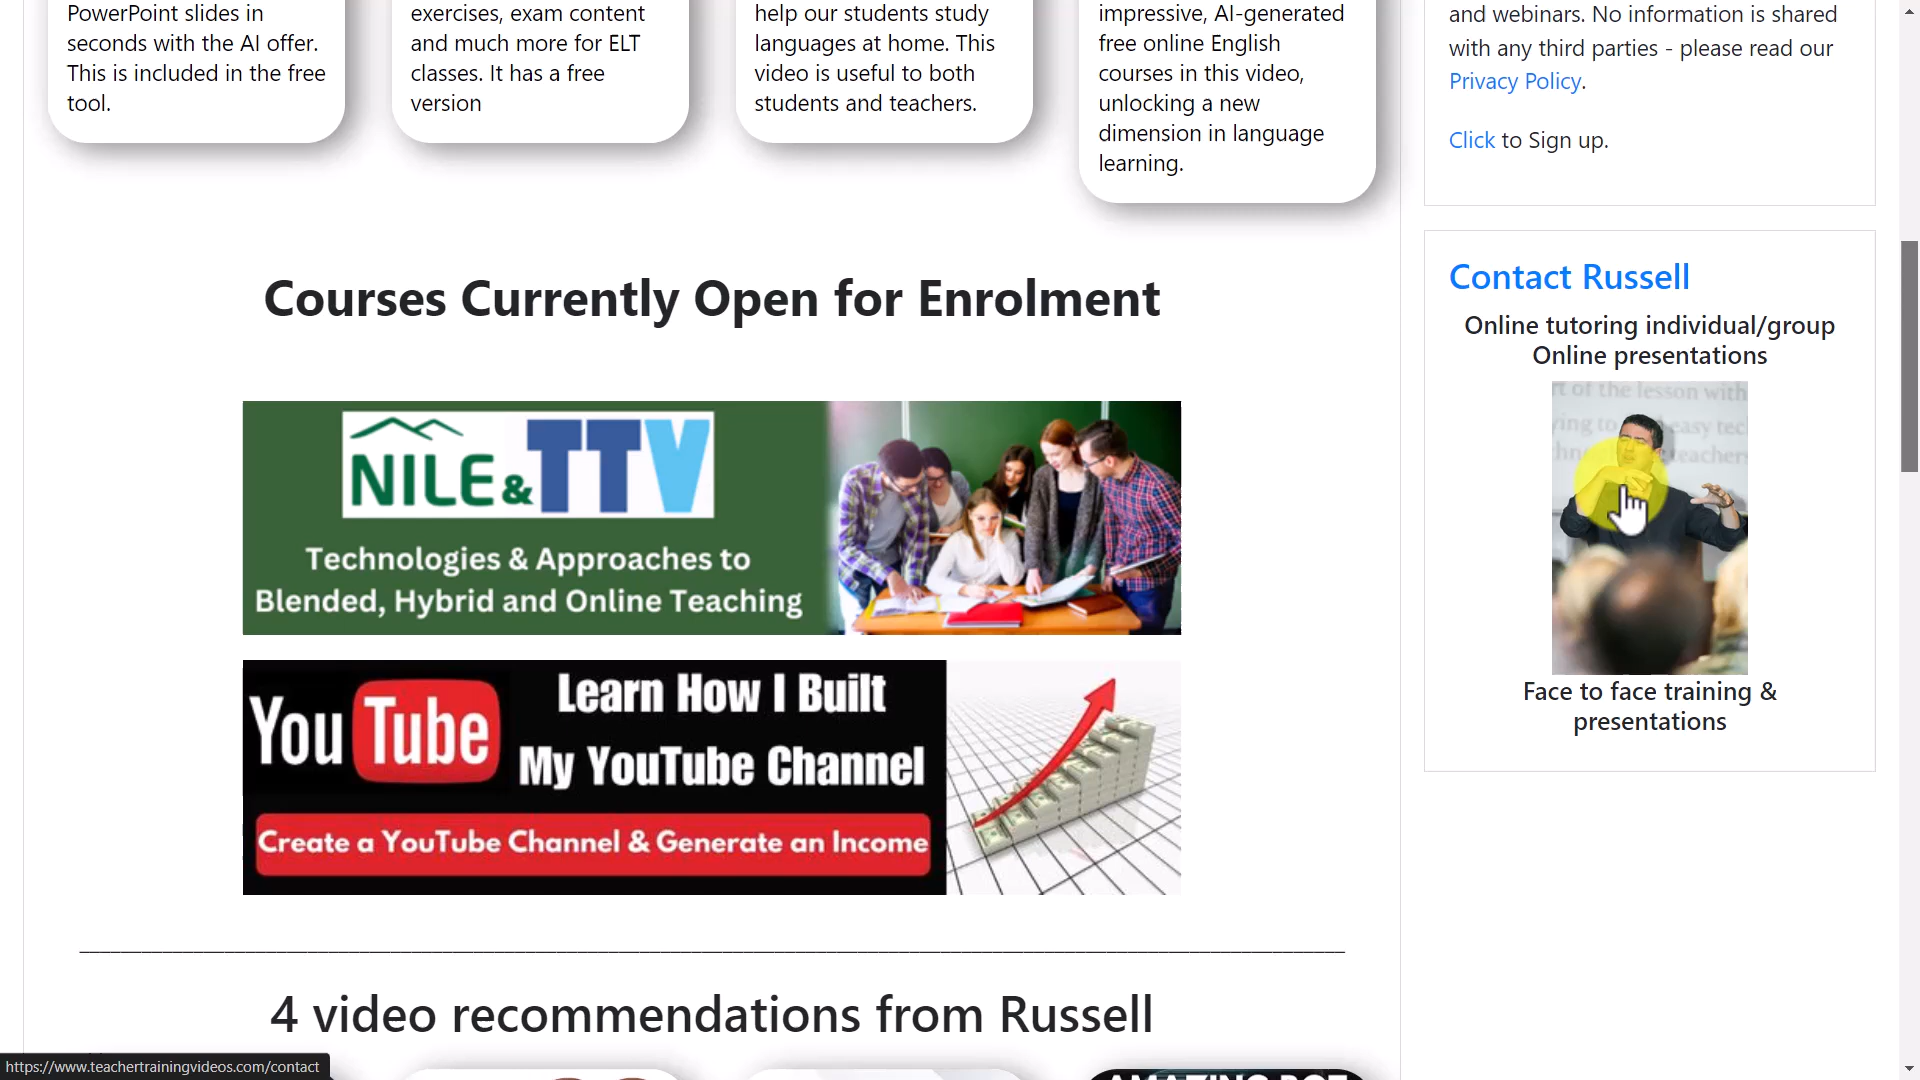 PowerPoint slides in
seconds with the AI offer.
This is included in the free
tool.
exercises, exam content
and much more for ELT
classes. It has a free
version
help our students study
languages at home. This
video is useful to both
students and teachers.
impressive, AI-generated
free online English
courses in this video,
unlocking a new
dimension in language
learning.
and webinars. No information is shared
with any third parties - please read our
Privacy Policy.
Click to Sign up.
Courses Currently Open for Enrolment
NILE & TTV
Technologies & Approaches to
Blended, Hybrid and Online Teaching
YouTube
Learn How I Built
My YouTube Channel
Create a YouTube Channel & Generate an Income
4 video recommendations from Russell
Contact Russell
Online tutoring individual/group
Online presentations
of the lesson with
easy
Face to face training &
presentations
https://www.teachertrainingvideos.com/contact